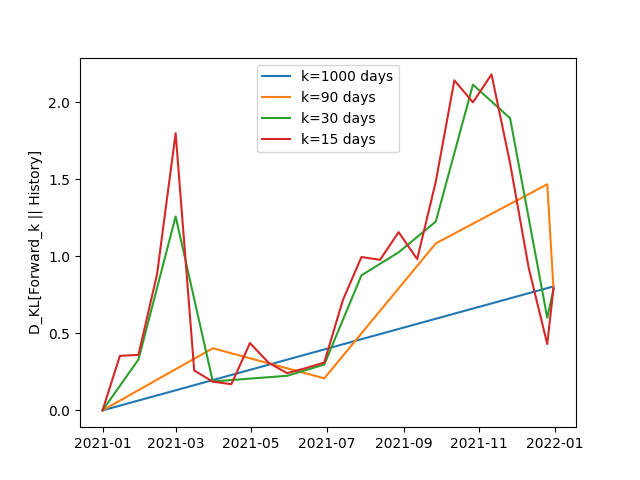 k=1000 days
k=90 days
k=30 days
k=15 days
D_KL[Forward_k || History]
2.0
1.5
1.0
0.5
0.0
2021-01 2021-03 2021-05 2021-07 2021-09 2021-11 2022-01